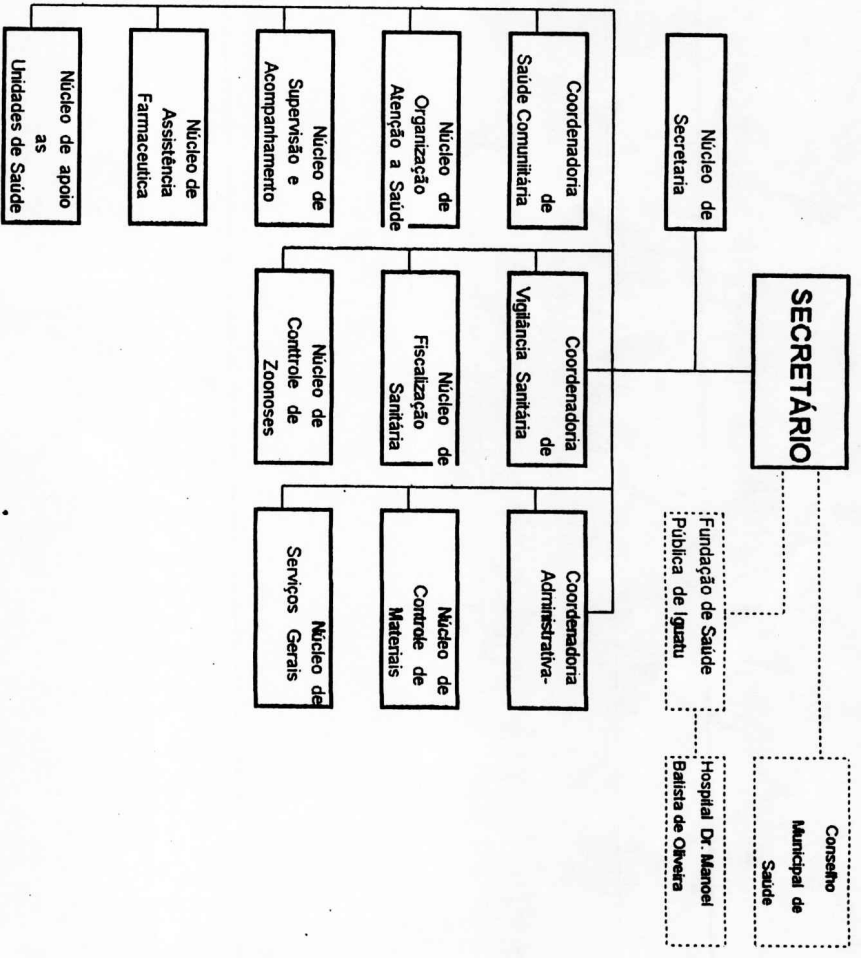 SECRETÁRIO
Conselho
Municipal de
Saúde
Núcleo de
Secretaria
Fundação de Saúde
Pública de Iguatu
Hospital Dr. Manoel
Batista de Oliveira
Coordenadoria
de
Saúde Comuniitária
Coordenadoria
de
Vigilância Sanitária
Coordenadoria
Administrativa-
Núcleo de
Organização
Atenção a Saúde
Núcleo de
Fiscalização
Sanitária
Núcleo de
Controle de
Materiais
Núcleo de
Supervisão e
Acompanhamento
Núcleo de
Conttrole de
Zoonoses
Núcleo de
Serviços Gerais
Núcleo de
Assistência
Farmaceutica
Núcleo de apoio
as
Unidades de Saúde